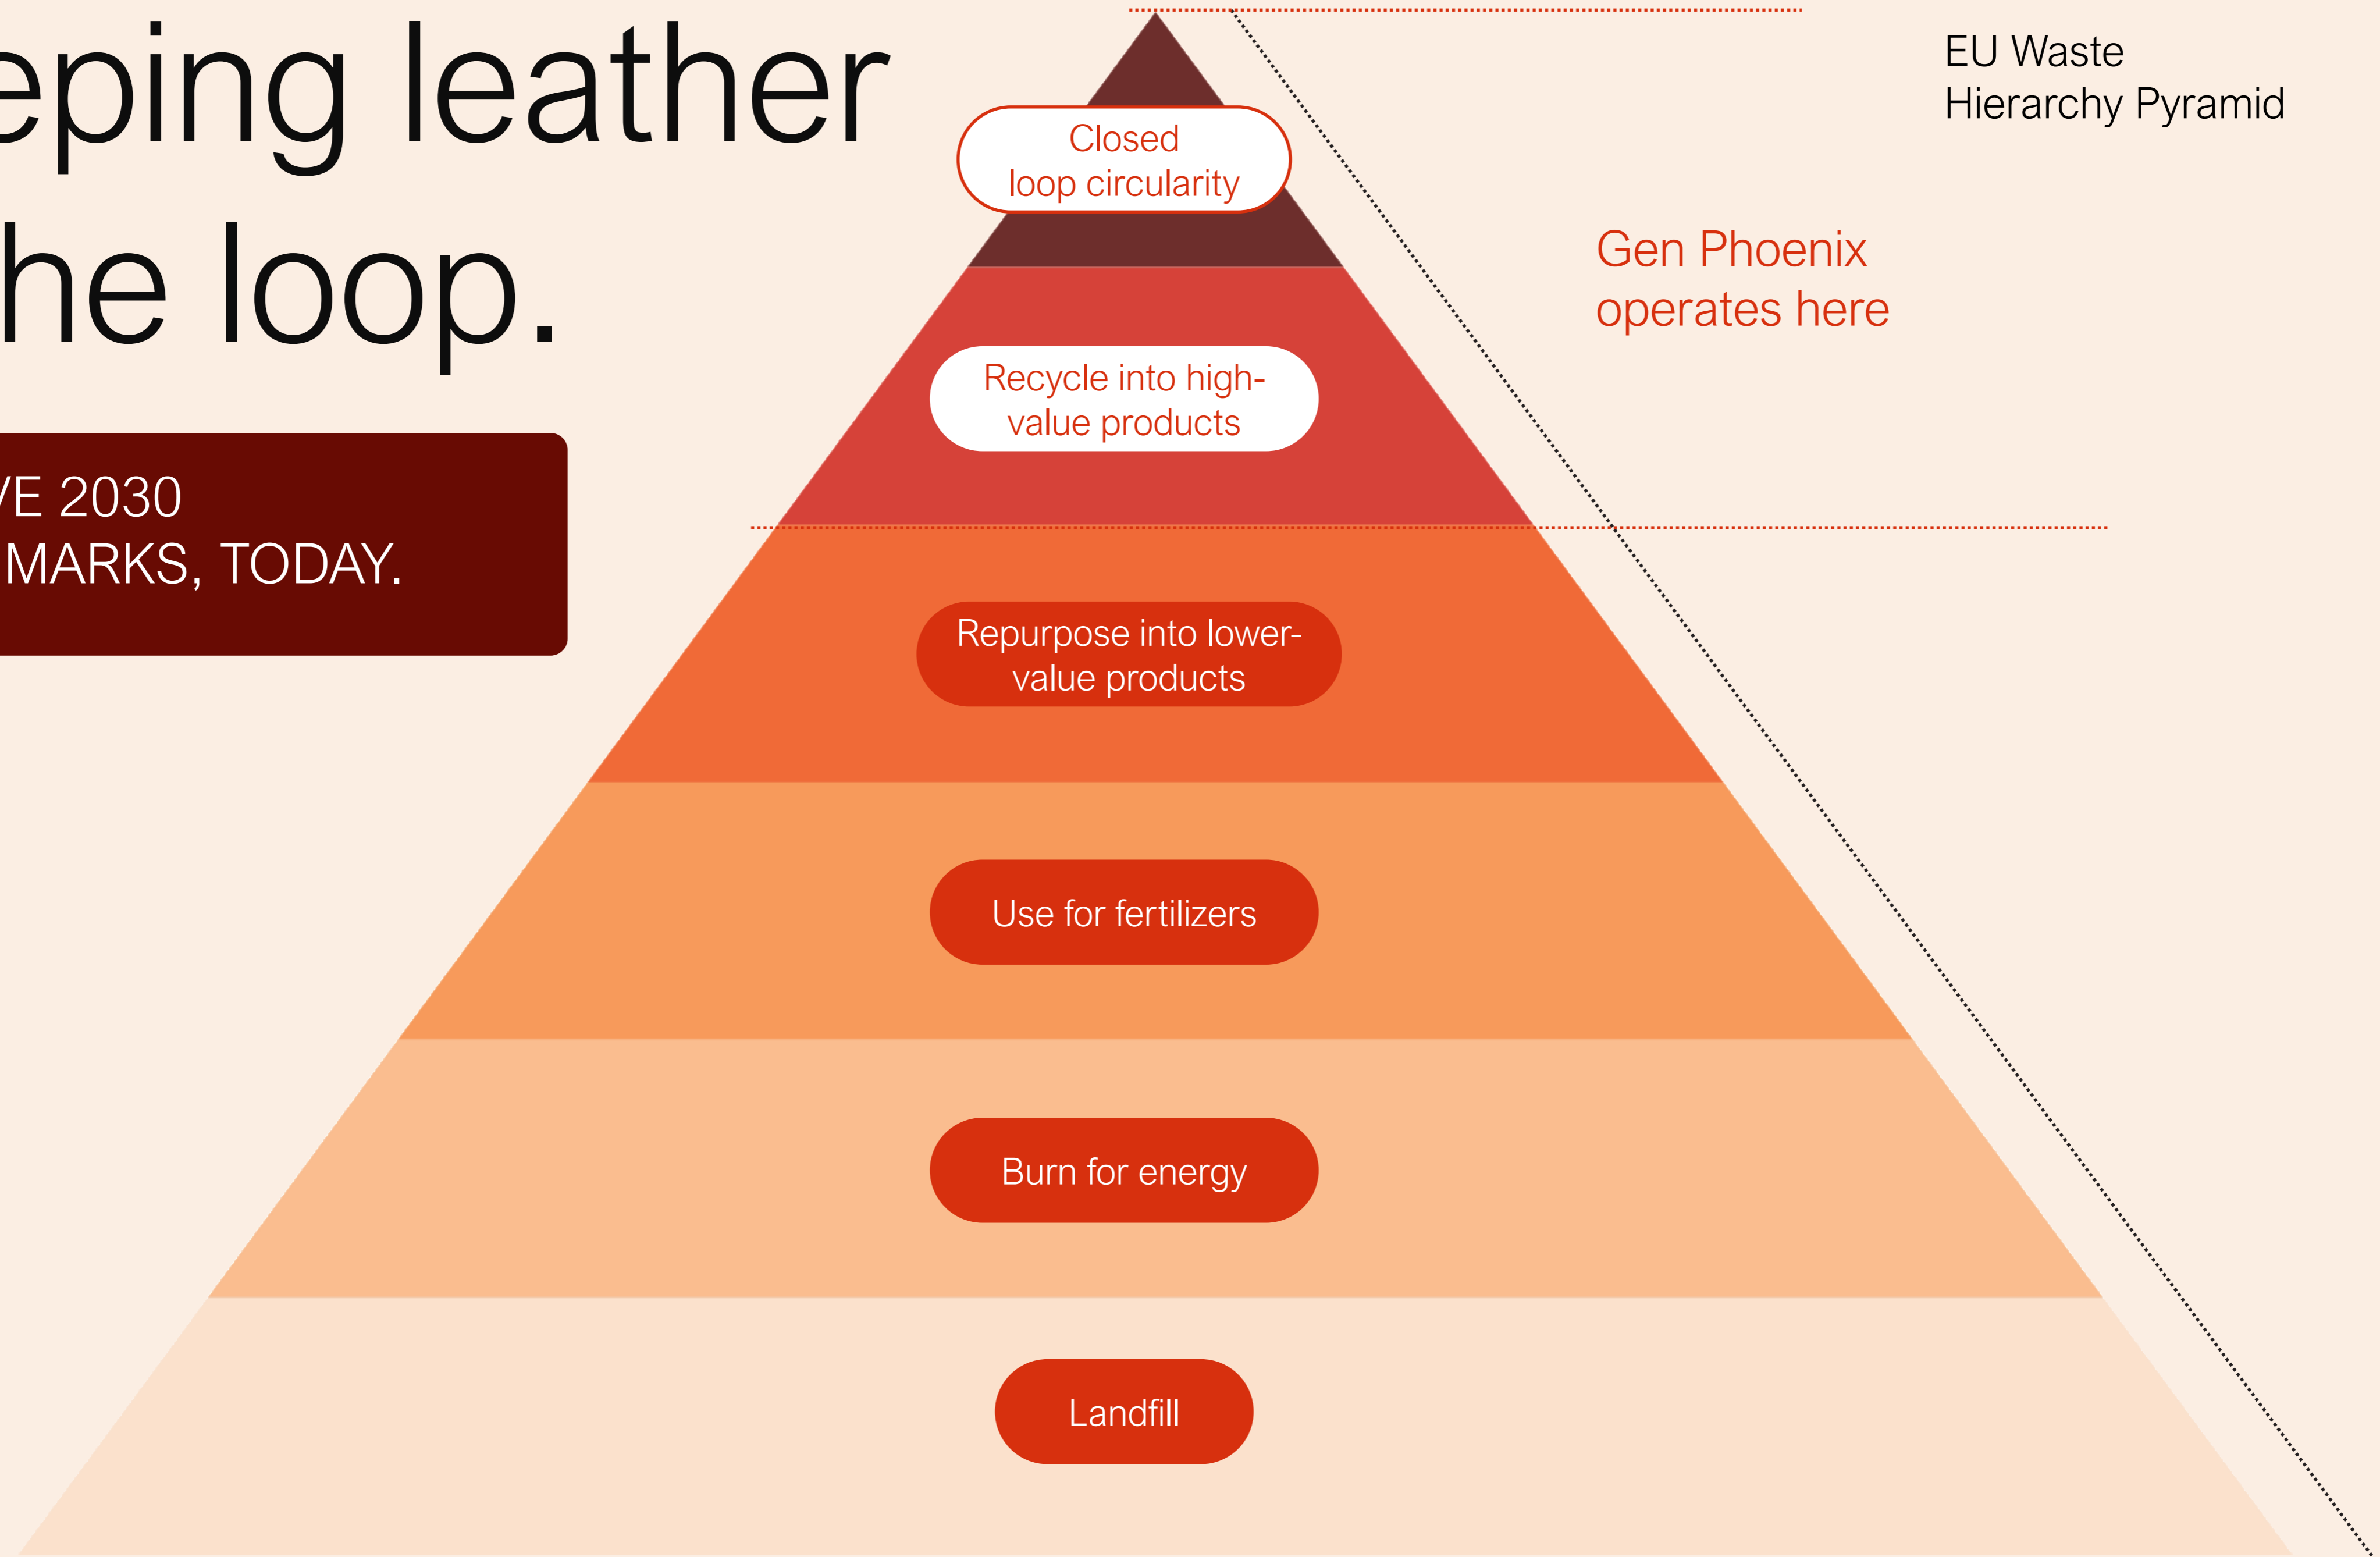 eping leather
he loop.
VE 2030
MARKS, TODAY.
EU Waste
Hierarchy Pyramid
Gen Phoenix
operates here
Closed
loop circularity
Recycle into high-
value products
Repurpose into lower-
value products
Use for fertilizers
Burn for energy
Landfill